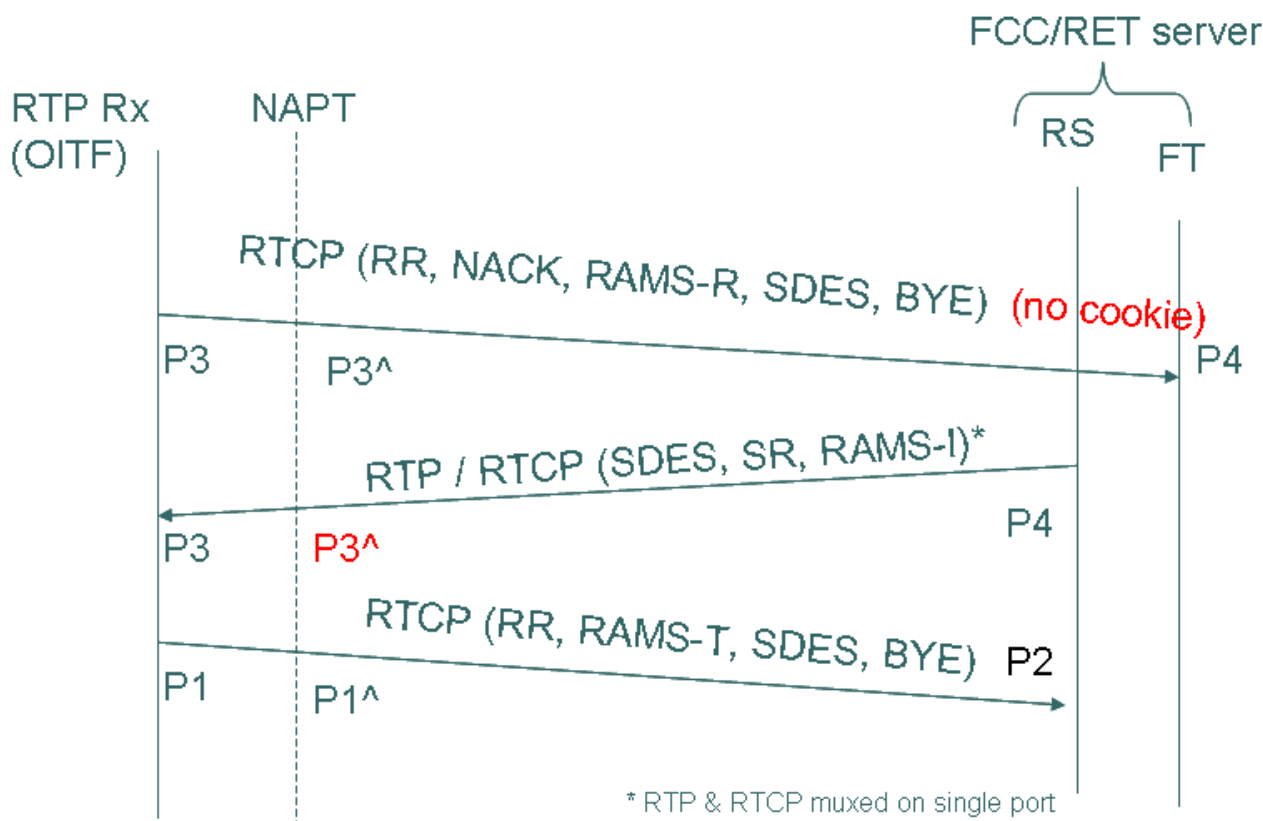 FCC/RET server
RTP Rx
(OITF)
NAPT
RS
FT
RTCP (RR, NACK, RAMS-R, SDES, BYE) (no cookie)
P3
P3^
P4
RTP / RTCP (SDES, SR, RAMS-I)*
P3
P3^
P4
RTCP (RR, RAMS-T, SDES, BYE)
P2
P1
P1^
* RTP & RTCP muxed on single port